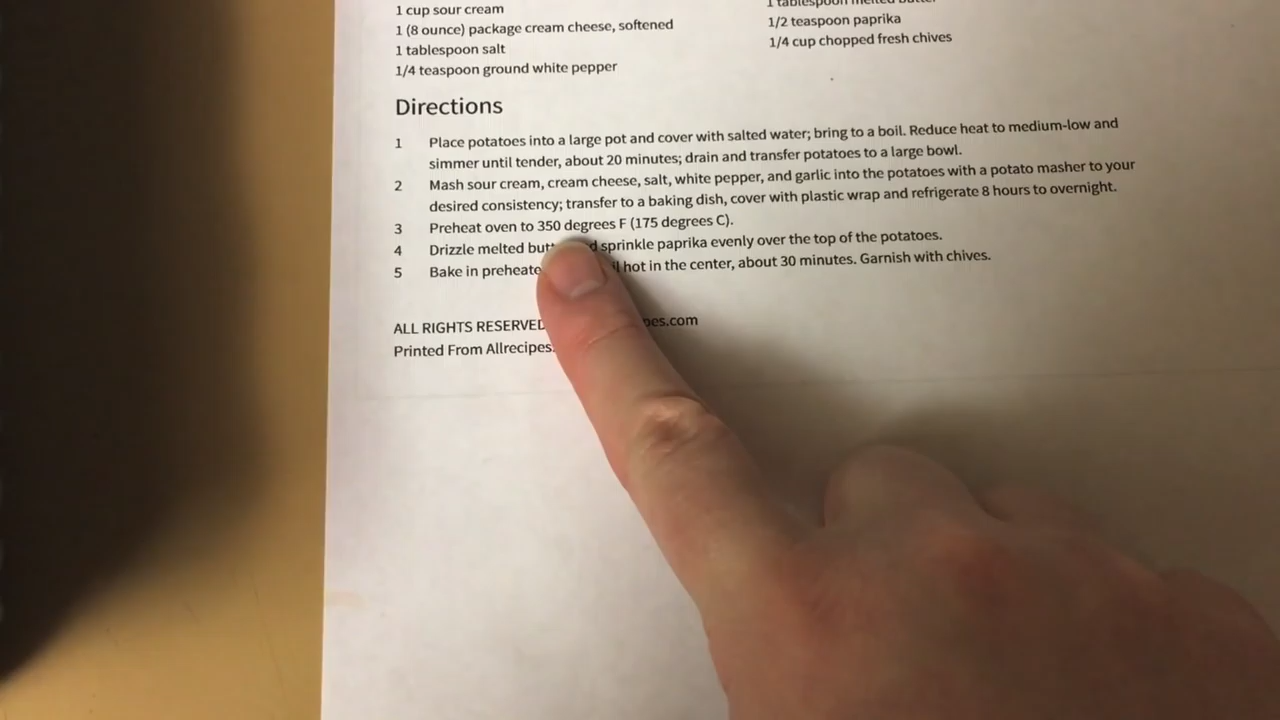 1 cup sour cream
1 (8 ounce) package cream cheese, softened
1 tablespoon salt
1/4 teaspoon ground white pepper
1 tablespoon melted butter
1/2 teaspoon paprika
1/4 cup chopped fresh chives
Directions
1 Place potatoes into a large pot and cover with salted water; bring to a boil. Reduce heat to medium-low and
simmer until tender, about 20 minutes; drain and transfer potatoes to a large bowl.
2 Mash sour cream, cream cheese, salt, white pepper, and garlic into the potatoes with a potato masher to your
desired consistency; transfer to a baking dish, cover with plastic wrap and refrigerate 8 hours to overnight.
3 Preheat oven to 350 degrees F (175 degrees C).
4 Drizzle melted sprinkle paprika evenly over the top of the potatoes.
5 Bake in hot in the center, about 30 minutes. Garnish with chives.
ALL RIGHTS RESERVED
Printed From Allrecipes.